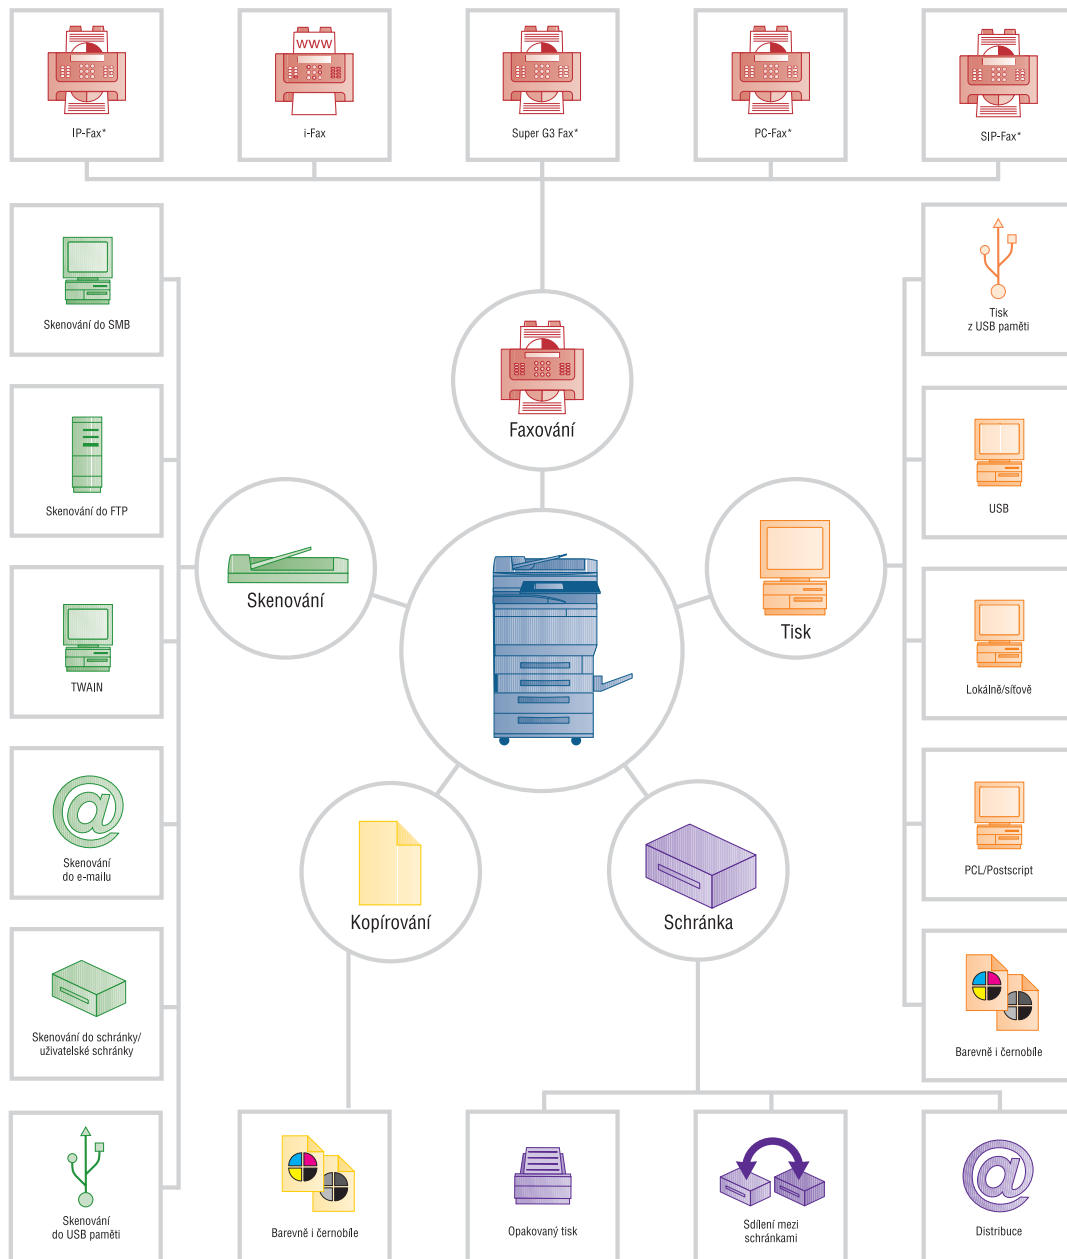 IP-Fax*
WWW
i-Fax
Super G3 Fax*
PC-Fax*
SIP-Fax*
Skenování do SMB
Skenování do FTP
TWAIN
Skenování
do e-mailu
Skenování do schránky/
uživatelské schránky
Skenování
do USB paměti
Faxování
Skenování
Tisk
Kopírování
Schránka
Tisk
z USB paměti
USB
Lokálně/síťově
PCL/Postscript
Barevně i černobíle
Barevně i černobíle
Opakovaný tisk
Sdílení mezi
schránkami
Distribuce